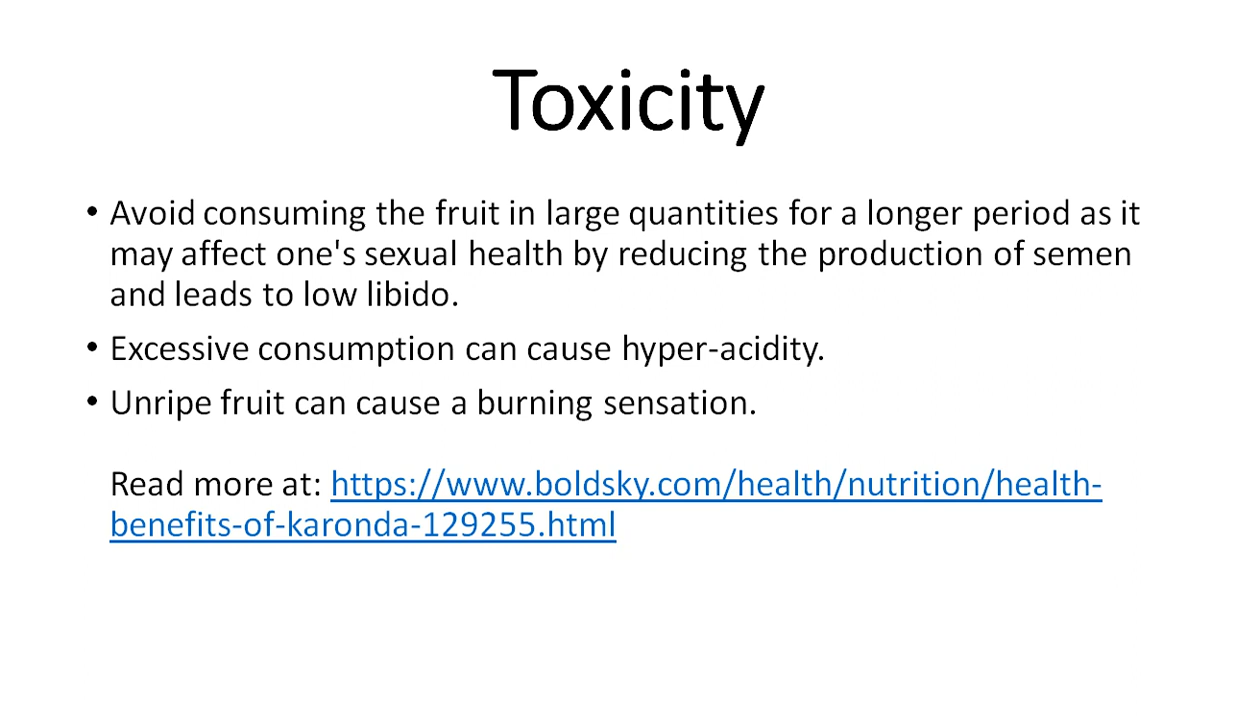 Toxicity
• Avoid consuming the fruit in large quantities for a longer period as it
may affect one's sexual health by reducing the production of semen
and leads to low libido.
• Excessive consumption can cause hyper-acidity.
• Unripe fruit can cause a burning sensation.
Read more at: https://www.boldsky.com/health/nutrition/health-
benefits-of-karonda-129255.html